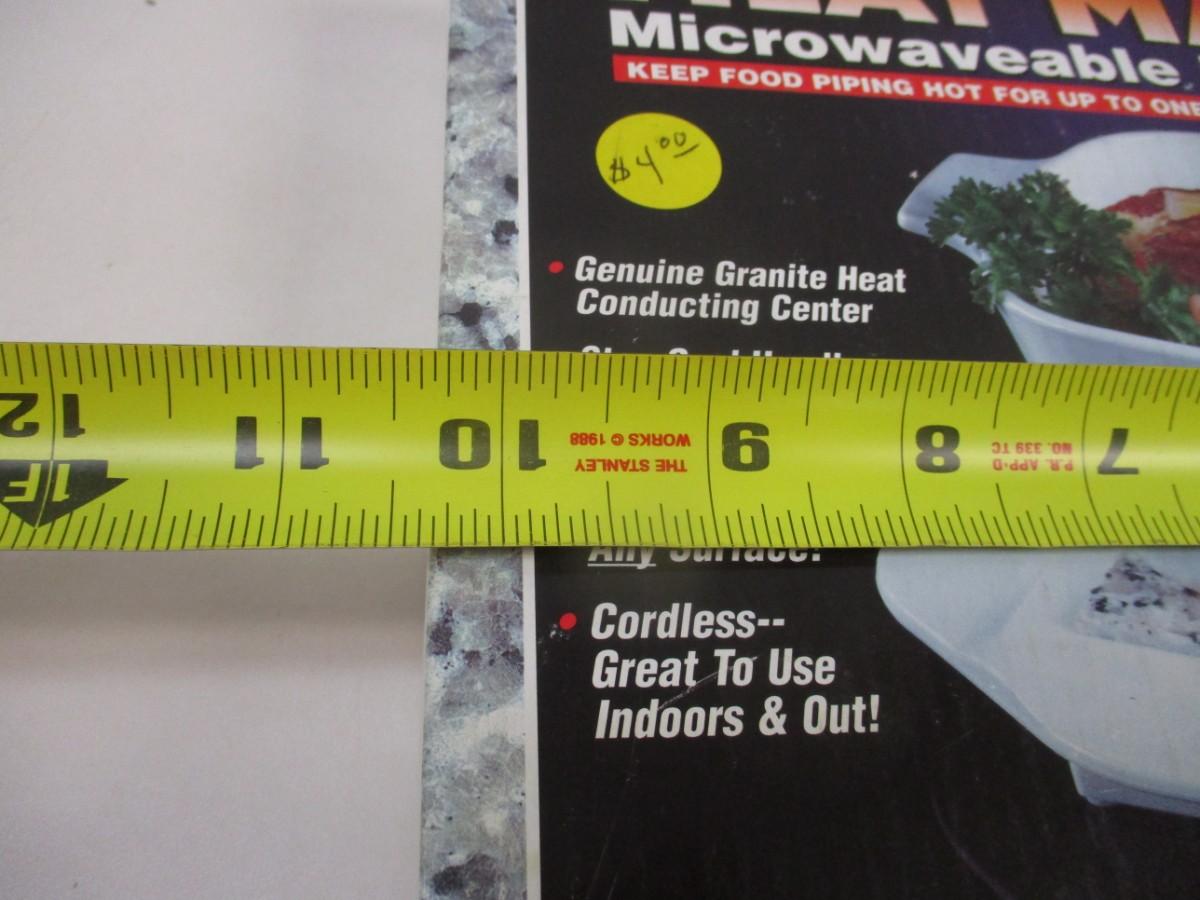 HEAT MA
Microwaveable
KEEP FOOD PIPING HOT FOR UP TO ONE
$4.00
• Genuine Granite Heat
Conducting Center
12 11 10 9 8 7
1F
THE STANLEY
WORKS © 1988
P.R. APP'D
NO. 339 TC
Any Surface!
• Cordless--
Great To Use
Indoors & Out!